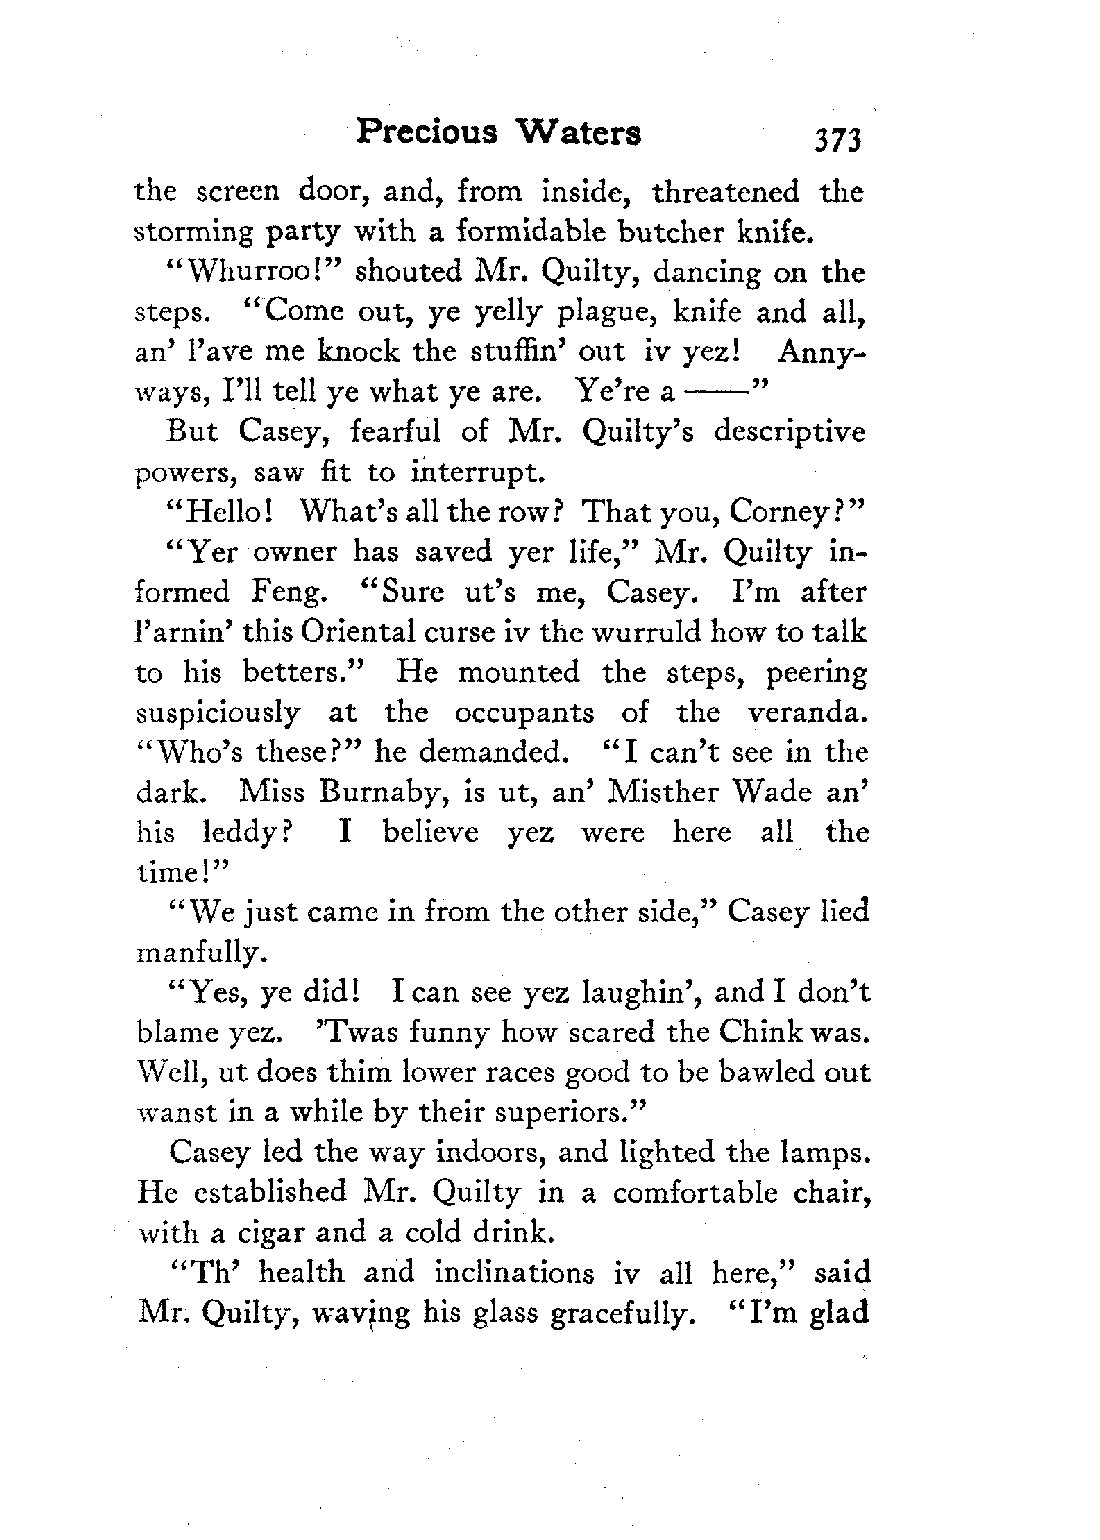 Precious Waters 373
the screen door, and, from inside, threatened the
storming party with a formidable butcher knife.
“Whurroo!” shouted Mr. Quilty, dancing on the
steps. “Come out, ye yelly plague, knife and all,
an’ l’ave me knock the stuffin’ out iv yez! Anny-
ways, I’ll tell ye what ye are. Ye’re a ——”
But Casey, fearful of Mr. Quilty’s descriptive
powers, saw fit to interrupt.
“Hello! What’s all the row? That you, Corney?”
“Yer owner has saved yer life,” Mr. Quilty in-
formed Feng. “Sure ut’s me, Casey. I’m after
l’arnin’ this Oriental curse iv the wurruld how to talk
to his betters.” He mounted the steps, peering
suspiciously at the occupants of the veranda.
“Who’s these?” he demanded. “I can’t see in the
dark. Miss Burnaby, is ut, an’ Misther Wade an’
his leddy? I believe yez were here all the
time!”
“We just came in from the other side,” Casey lied
manfully.
“Yes, ye did! I can see yez laughin’, and I don’t
blame yez. ’Twas funny how scared the Chink was.
Well, ut does thim lower races good to be bawled out
wanst in a while by their superiors.”
Casey led the way indoors, and lighted the lamps.
He established Mr. Quilty in a comfortable chair,
with a cigar and a cold drink.
“Th’ health and inclinations iv all here,” said
Mr. Quilty, waving his glass gracefully. “I’m glad